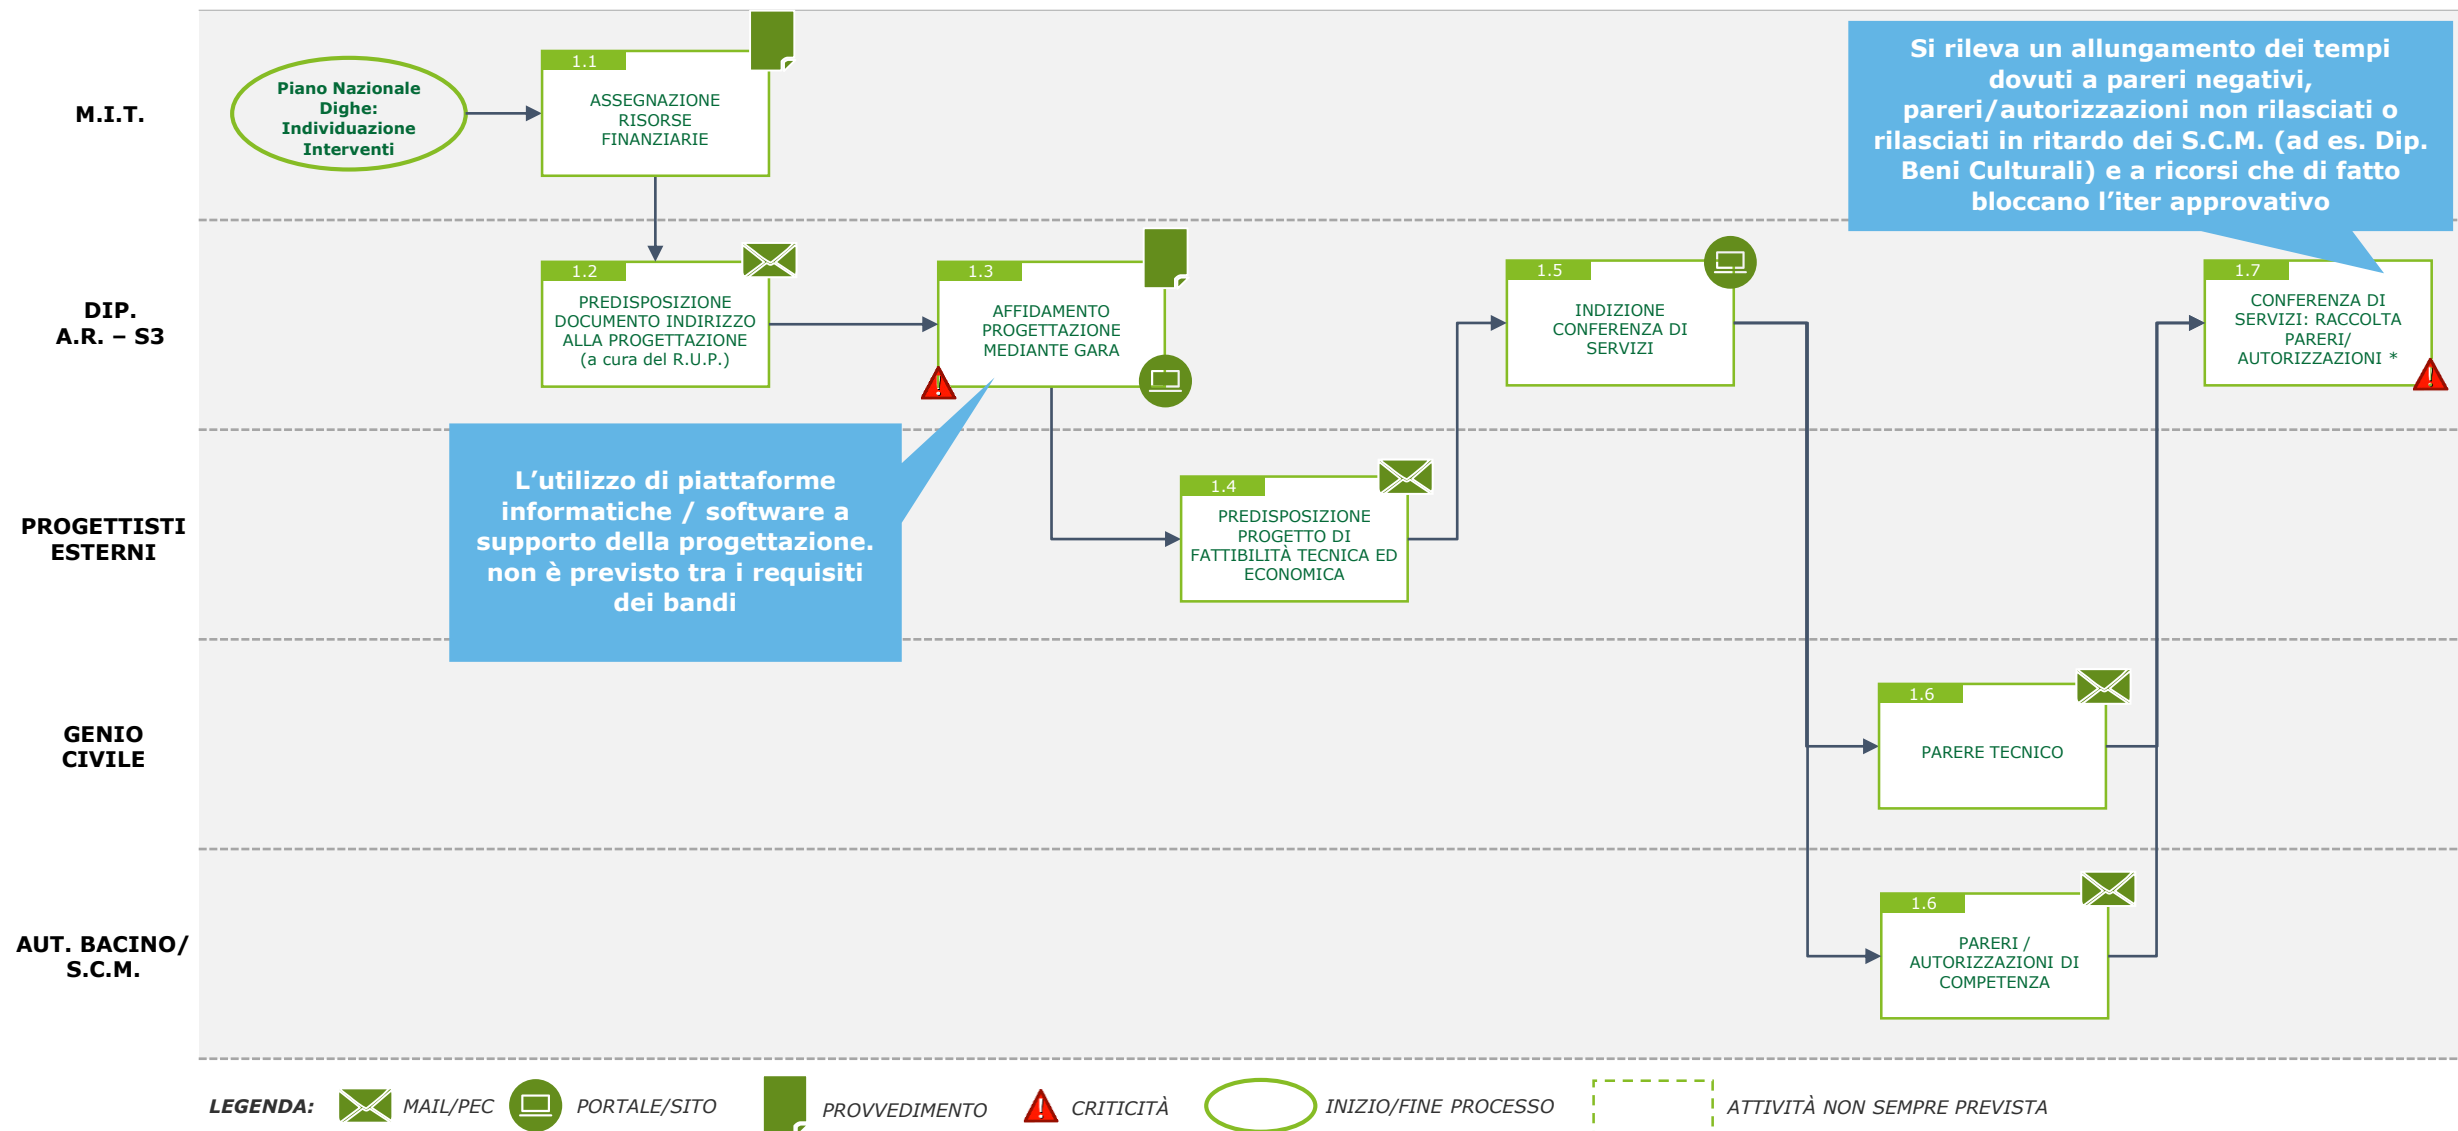 M.I.T.
Piano Nazionale
Dighe:
Individuazione
Interventi
1.1
ASSEGNAZIONE
RISORSE
FINANZIARIE
Si rileva un allungamento dei tempi
dovuti a pareri negativi,
pareri/autorizzazioni non rilasciati o
rilasciati in ritardo dei S.C.M. (ad es. Dip.
Beni Culturali) e a ricorsi che di fatto
bloccano l’iter approvativo
DIP.
A.R. – S3
1.2
PREDISPOSIZIONE
DOCUMENTO INDIRIZZO
ALLA PROGETTAZIONE
(a cura del R.U.P.)
1.3
AFFIDAMENTO
PROGETTAZIONE
MEDIANTE GARA
1.5
INDIZIONE
CONFERENZA DI
SERVIZI
1.7
CONFERENZA DI
SERVIZI: RACCOLTA
PARERI/
AUTORIZZAZIONI *
PROGETTISTI
ESTERNI
L’utilizzo di piattaforme
informatiche / software a
supporto della progettazione.
non è previsto tra i requisiti
dei bandi
1.4
PREDISPOSIZIONE
PROGETTO DI
FATTIBILITÀ TECNICA ED
ECONOMICA
GENIO
CIVILE
1.6
PARERE TECNICO
AUT. BACINO/
S.C.M.
1.6
PARERI /
AUTORIZZAZIONI DI
COMPETENZA
LEGENDA:
MAIL/PEC
PORTALE/SITO
PROVVEDIMENTO
CRITICITÀ
INIZIO/FINE PROCESSO
ATTIVITÀ NON SEMPRE PREVISTA